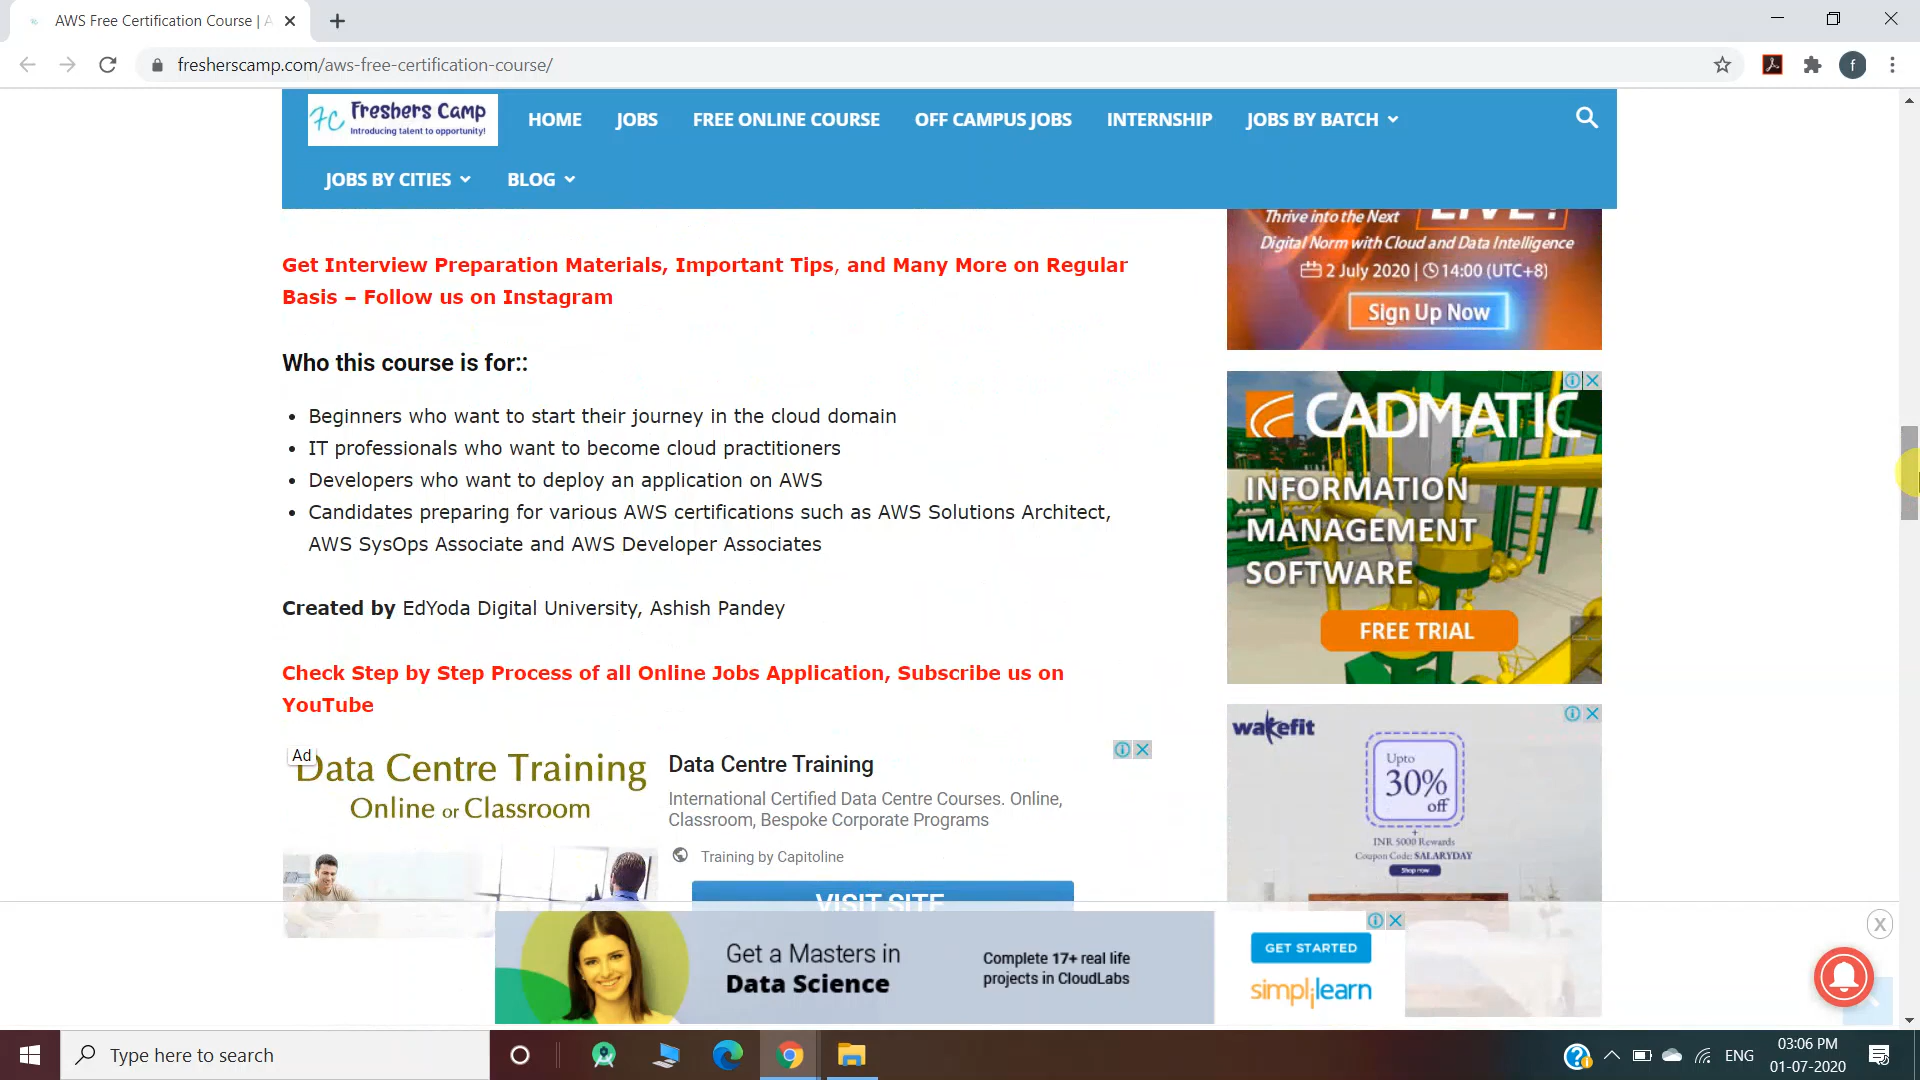 AWS Free Certification Course | A
fresherscamp.com/aws-free-certification-course/
f
FC Freshers Camp
Introducing talent to opportunity!
HOME
JOBS
FREE ONLINE COURSE
OFF CAMPUS JOBS
INTERNSHIP
JOBS BY BATCH
JOBS BY CITIES
BLOG
Get Interview Preparation Materials, Important Tips, and Many More on Regular
Basis – Follow us on Instagram
Who this course is for::
• Beginners who want to start their journey in the cloud domain
• IT professionals who want to become cloud practitioners
• Developers who want to deploy an application on AWS
• Candidates preparing for various AWS certifications such as AWS Solutions Architect,
AWS SysOps Associate and AWS Developer Associates
Created by EdYoda Digital University, Ashish Pandey
Check Step by Step Process of all Online Jobs Application, Subscribe us on
YouTube
Ad
Data Centre Training
Online or Classroom
Data Centre Training
International Certified Data Centre Courses. Online,
Classroom, Bespoke Corporate Programs
Training by Capitoline
VISIT SITE
Thrive into the Next
LIVE!
Digital Norm with Cloud and Data Intelligence
2 July 2020 | 14:00 (UTC+8)
Sign Up Now
CADMATIC
INFORMATION
MANAGEMENT
SOFTWARE
FREE TRIAL
wakefit
Upto
30%
off
+
INR 5000 Rewards
Coupon Code: SALARYDAY
Shop now
Get a Masters in
Data Science
Complete 17+ real life
projects in CloudLabs
GET STARTED
simplilearn
X
Type here to search
ENG
03:06 PM
01-07-2020